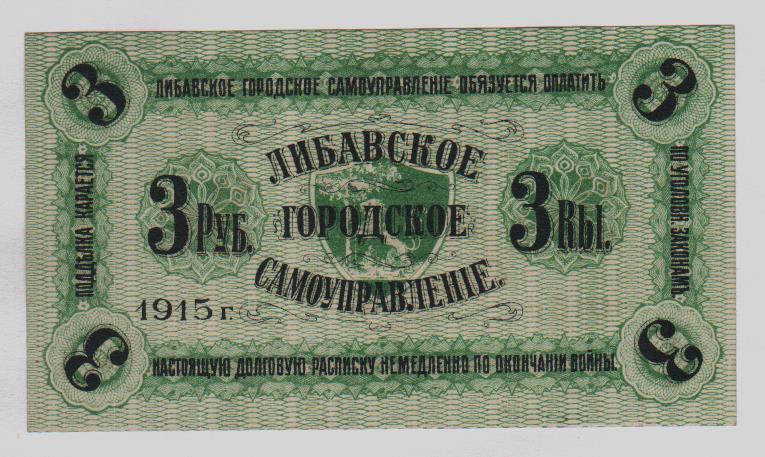 3
3
ЛИБАВСКОЕ ГОРОДСКОЕ САМОУПРАВЛЕНІЕ ОБЯЗУЕТСЯ ОПЛАТИТЬ
ПОДДѢЛКА КАРАЕТСЯ
ПО УГОЛОВ. ЗАКОНАМЪ
ЛИБАВСКОЕ
ГОРОДСКОЕ
САМОУПРАВЛЕНІЕ.
3 РУБ.
3 Rbl.
1915 г.
3
3
НАСТОЯЩУЮ ДОЛГОВУЮ РАСПИСКУ НЕМЕДЛЕННО ПО ОКОНЧАНІИ ВОЙНЫ.